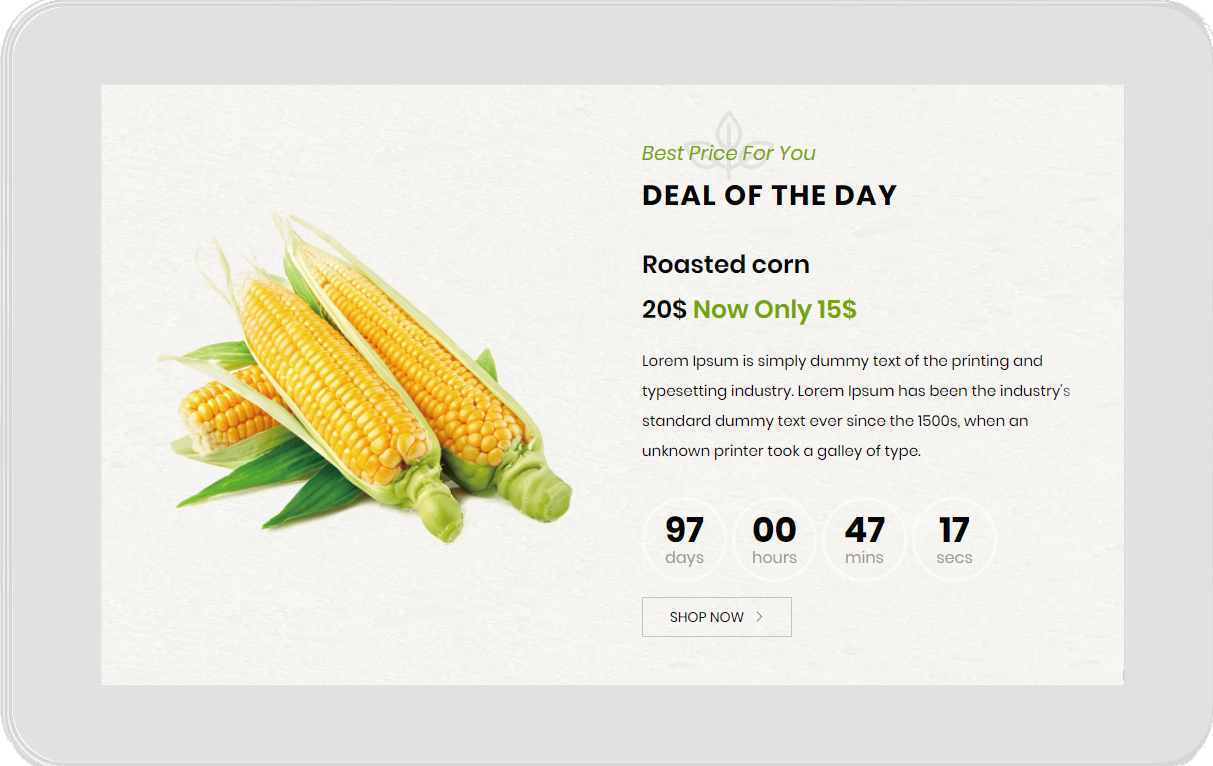 Best Price For You
DEAL OF THE DAY
Roasted corn
20$ Now Only 15$
Lorem Ipsum is simply dummy text of the printing and
typesetting industry. Lorem Ipsum has been the industry's
standard dummy text ever since the 1500s, when an
unknown printer took a galley of type.
97 00 47 17
days hours mins secs
SHOP NOW